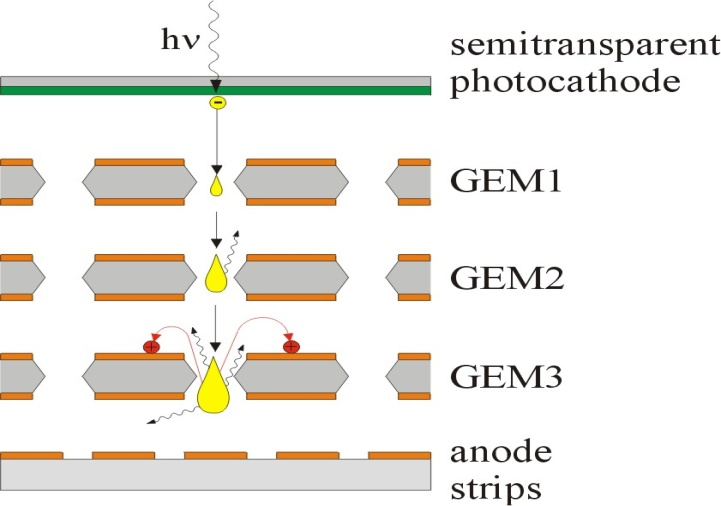 hν
semitransparent
photocathode
−
GEM1
GEM2
+ +
GEM3
anode
strips